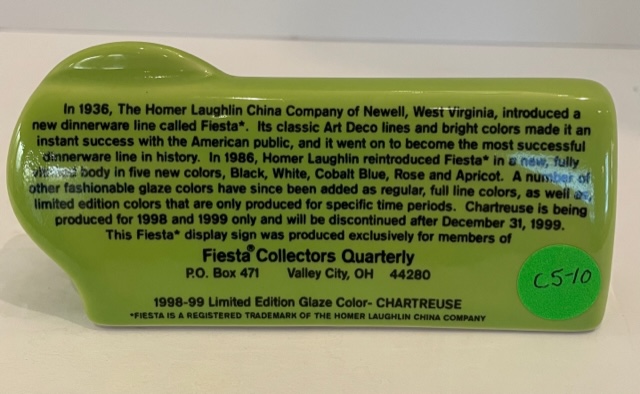 In 1936, The Homer Laughlin China Company of Newell, West Virginia, introduced a
new dinnerware line called Fiesta*. Its classic Art Deco lines and bright colors made it an
instant success with the American public, and it went on to become the most successful
dinnerware line in history. In 1986, Homer Laughlin reintroduced Fiesta* in a new, fully
body in five new colors, Black, White, Cobalt Blue, Rose and Apricot. A number of
other fashionable glaze colors have since been added as regular, full line colors, as well as,
limited edition colors that are only produced for specific time periods. Chartreuse is being
produced for 1998 and 1999 only and will be discontinued after December 31, 1999.
This Fiesta* display sign was produced exclusively for members of
Fiesta® Collectors Quarterly
P.O. Box 471 Valley City, OH 44280
C5-10
1998-99 Limited Edition Glaze Color- CHARTREUSE
*FIESTA IS A REGISTERED TRADEMARK OF THE HOMER LAUGHLIN CHINA COMPANY